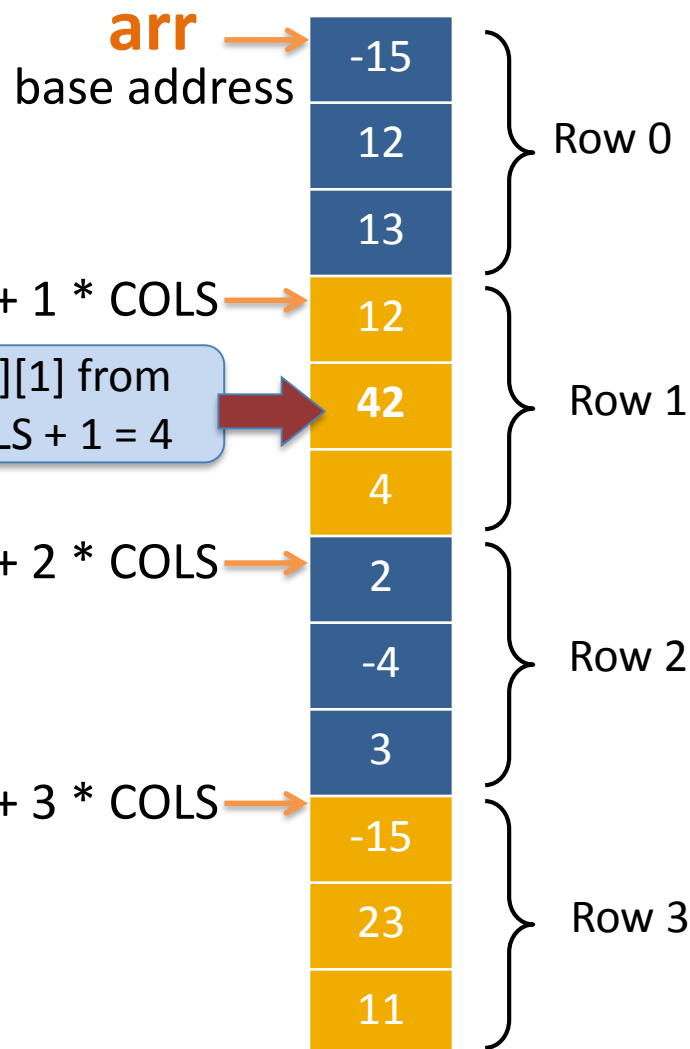 arr
base address
-15
12
13
Row 0
+ 1 * COLS
12
][1] from
LS + 1 = 4
42
4
Row 1
+ 2 * COLS
2
-4
3
Row 2
+ 3 * COLS
-15
23
11
Row 3